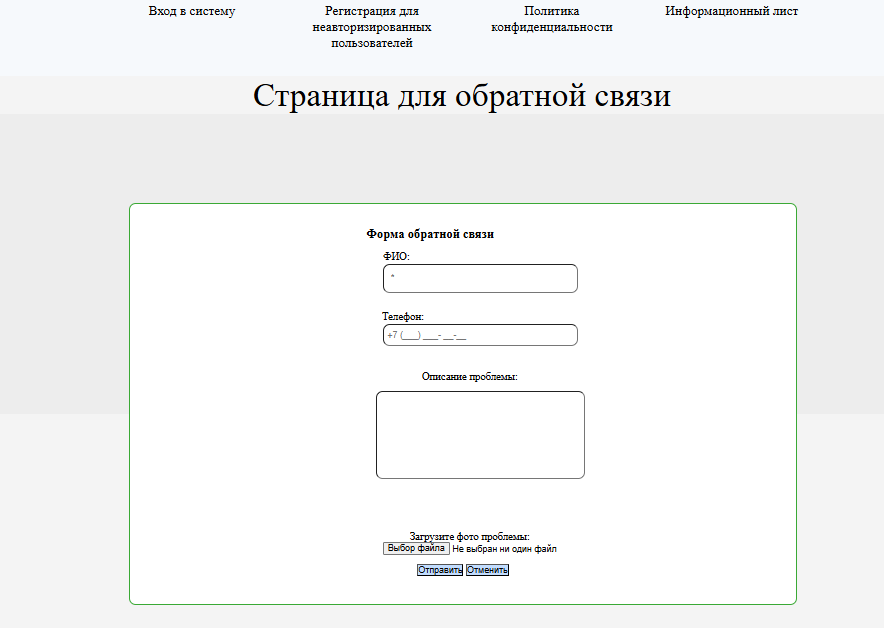 Вход в систему
Регистрация для
неавторизированных
пользователей
Политика
конфиденциальности
Информационный лист
Страница для обратной связи
Форма обратной связи
ФИО:
*
Телефон:
+7 (___) ___-__-__
Описание проблемы:
Загрузите фото проблемы:
Выбор файла Не выбран ни один файл
Отправить Отменить